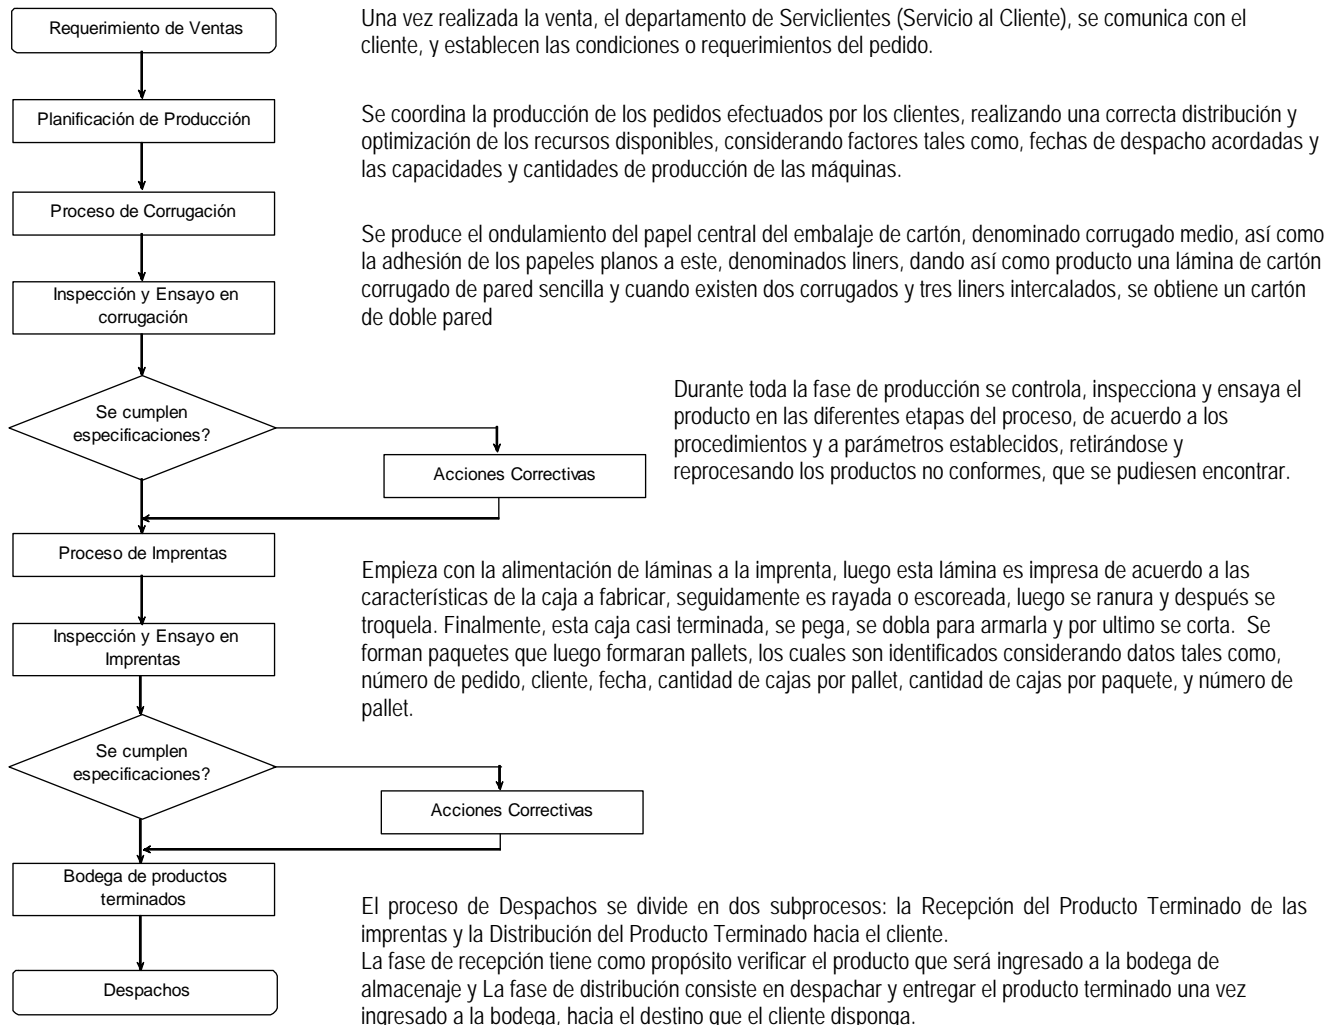 Requerimiento de Ventas
Una vez realizada la venta, el departamento de Serviclientes (Servicio al Cliente), se comunica con el
cliente, y establecen las condiciones o requerimientos del pedido.
Planificación de Producción
Se coordina la producción de los pedidos efectuados por los clientes, realizando una correcta distribución y
optimización de los recursos disponibles, considerando factores tales como, fechas de despacho acordadas y
las capacidades y cantidades de producción de las máquinas.
Proceso de Corrugación
Se produce el ondulamiento del papel central del embalaje de cartón, denominado corrugado medio, así como
la adhesión de los papeles planos a este, denominados liners, dando así como producto una lámina de cartón
corrugado de pared sencilla y cuando existen dos corrugados y tres liners intercalados, se obtiene un cartón
de doble pared
Inspección y Ensayo en
corrugación
Se cumplen
especificaciones?
Durante toda la fase de producción se controla, inspecciona y ensaya el
producto en las diferentes etapas del proceso, de acuerdo a los
procedimientos y a parámetros establecidos, retirándose y
reprocesando los productos no conformes, que se pudiesen encontrar.
Acciones Correctivas
Proceso de Imprentas
Empieza con la alimentación de láminas a la imprenta, luego esta lámina es impresa de acuerdo a las
características de la caja a fabricar, seguidamente es rayada o escoreada, luego se ranura y después se
troquela. Finalmente, esta caja casi terminada, se pega, se dobla para armarla y por ultimo se corta. Se
forman paquetes que luego formaran pallets, los cuales son identificados considerando datos tales como,
número de pedido, cliente, fecha, cantidad de cajas por pallet, cantidad de cajas por paquete, y número de
pallet.
Inspección y Ensayo en
Imprentas
Se cumplen
especificaciones?
Acciones Correctivas
Bodega de productos
terminados
El proceso de Despachos se divide en dos subprocesos: la Recepción del Producto Terminado de las
imprentas y la Distribución del Producto Terminado hacia el cliente.
La fase de recepción tiene como propósito verificar el producto que será ingresado a la bodega de
almacenaje y La fase de distribución consiste en despachar y entregar el producto terminado una vez
ingresado a la bodega, hacia el destino que el cliente disponga.
Despachos